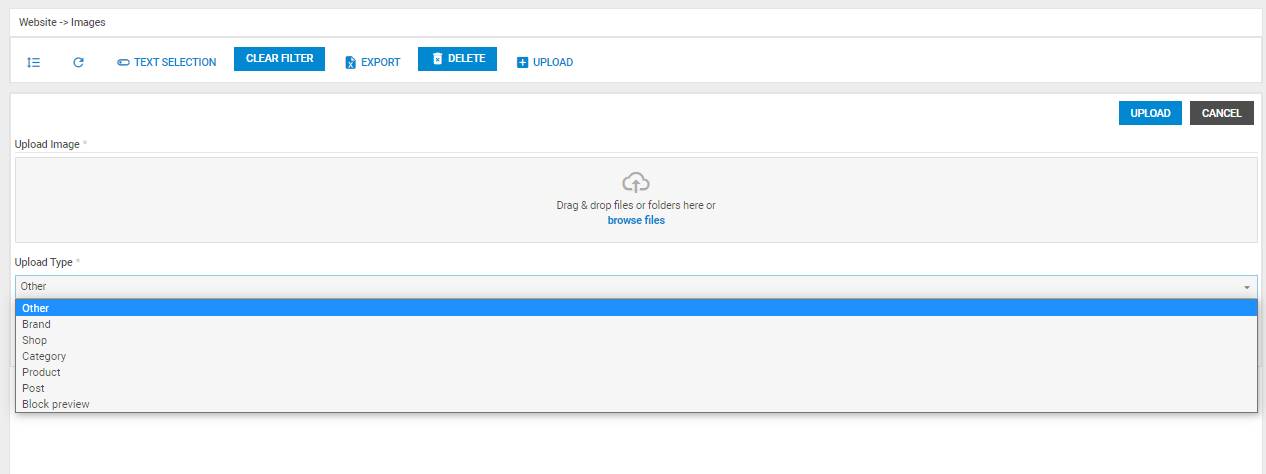 Website -> Images
TEXT SELECTION CLEAR FILTER EXPORT DELETE UPLOAD
UPLOAD CANCEL
Upload Image *
Drag & drop files or folders here or
browse files
Upload Type *
Other
Other
Brand
Shop
Category
Product
Post
Block preview